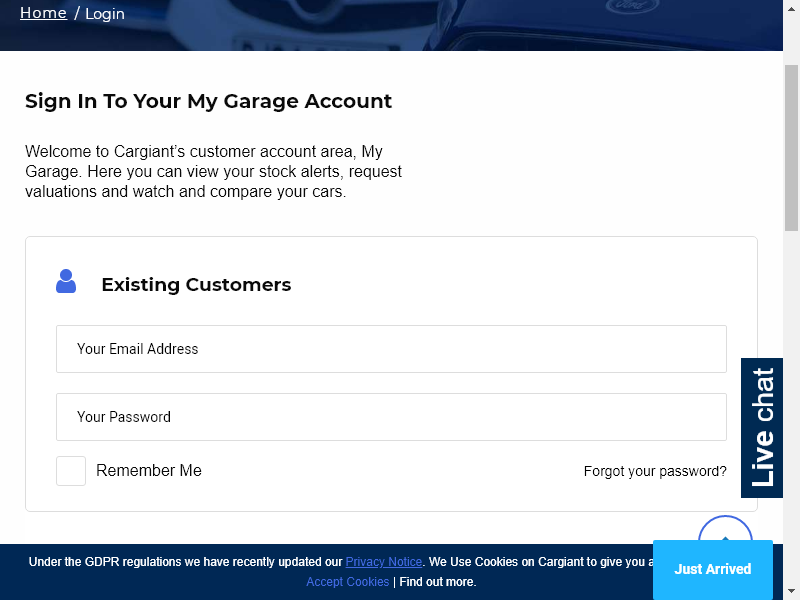 Home / Login
Sign In To Your My Garage Account
Welcome to Cargiant’s customer account area, My
Garage. Here you can view your stock alerts, request
valuations and watch and compare your cars.
Existing Customers
Your Email Address
Your Password
Remember Me
Forgot your password?
Live chat
Under the GDPR regulations we have recently updated our Privacy Notice. We Use Cookies on Cargiant to give you a
Accept Cookies | Find out more.
Just Arrived